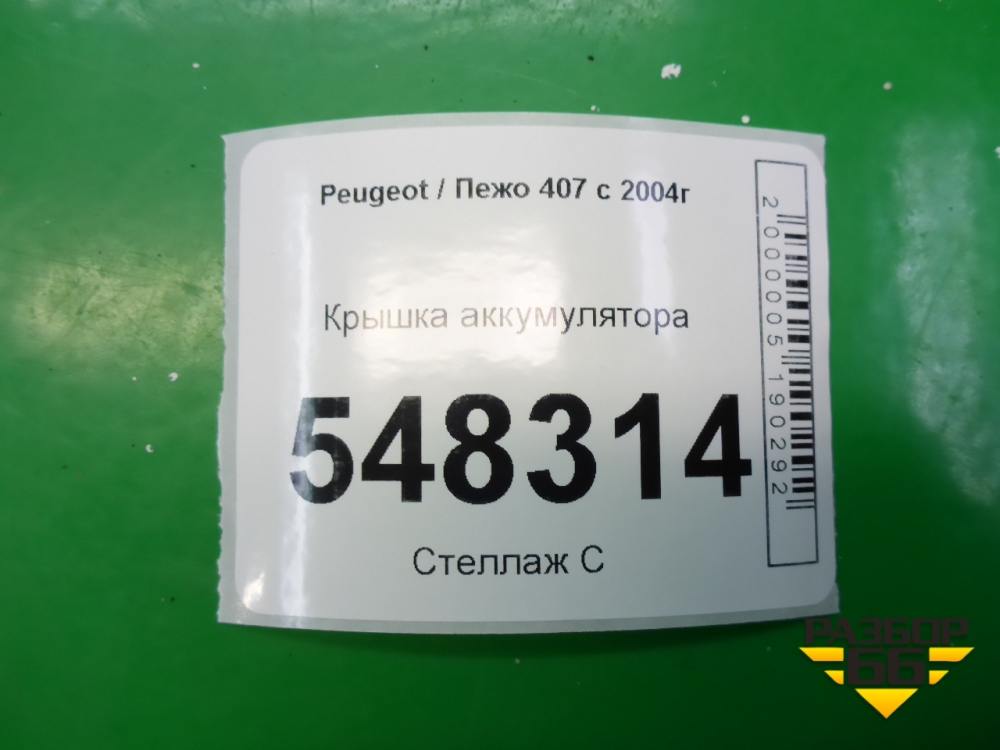 Peugeot / Пежо 407 с 2004г
Крышка аккумулятора
548314
Стеллаж С
2000005190292
РАЗБОР
66